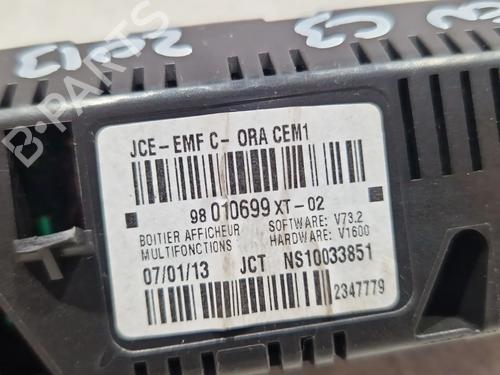 JCE-EMF C- ORA CEM1
98 010699 XT-02
BOITIER AFFICHEUR
MULTIFONCTIONS
SOFTWARE: V73.2
HARDWARE: V1600
07/01/13 JCT NS10033851
2347779
B-PARTS
C3